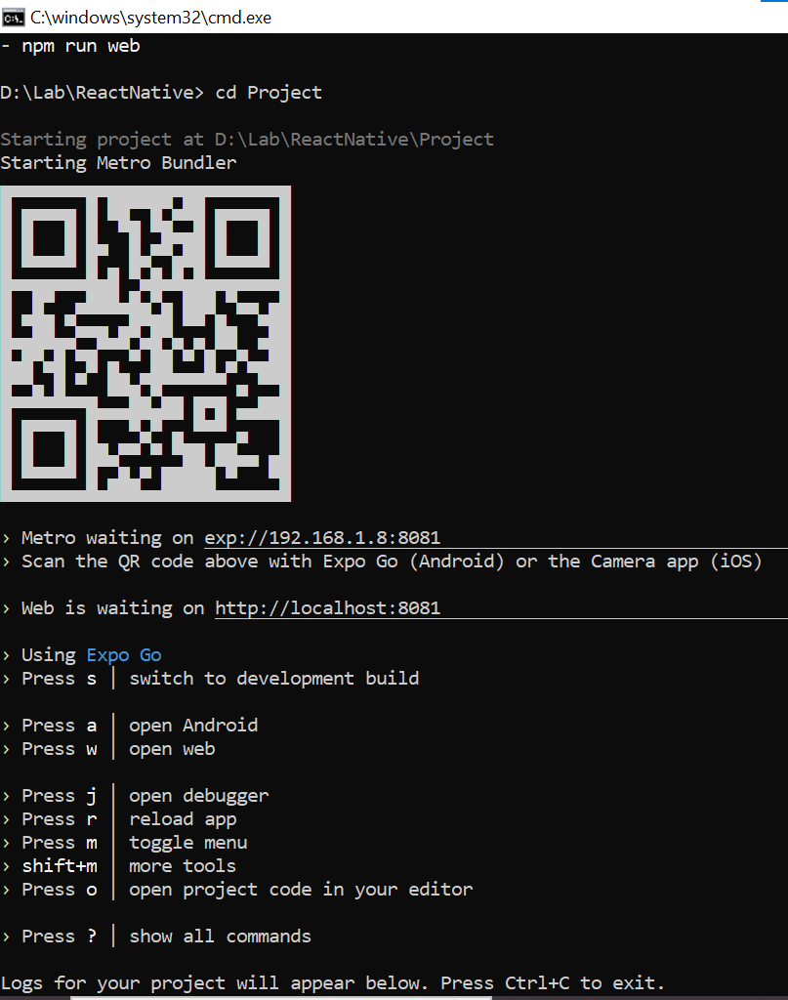 C:\windows\system32\cmd.exe
- npm run web
D:\Lab\ReactNative> cd Project
Starting project at D:\Lab\ReactNative\Project
Starting Metro Bundler
› Metro waiting on exp://192.168.1.8:8081
› Scan the QR code above with Expo Go (Android) or the Camera app (iOS)
› Web is waiting on http://localhost:8081
› Using Expo Go
› Press s │ switch to development build
› Press a │ open Android
› Press w │ open web
› Press j │ open debugger
› Press r │ reload app
› Press m │ toggle menu
› shift+m │ more tools
› Press o │ open project code in your editor
› Press ? │ show all commands
Logs for your project will appear below. Press Ctrl+C to exit.